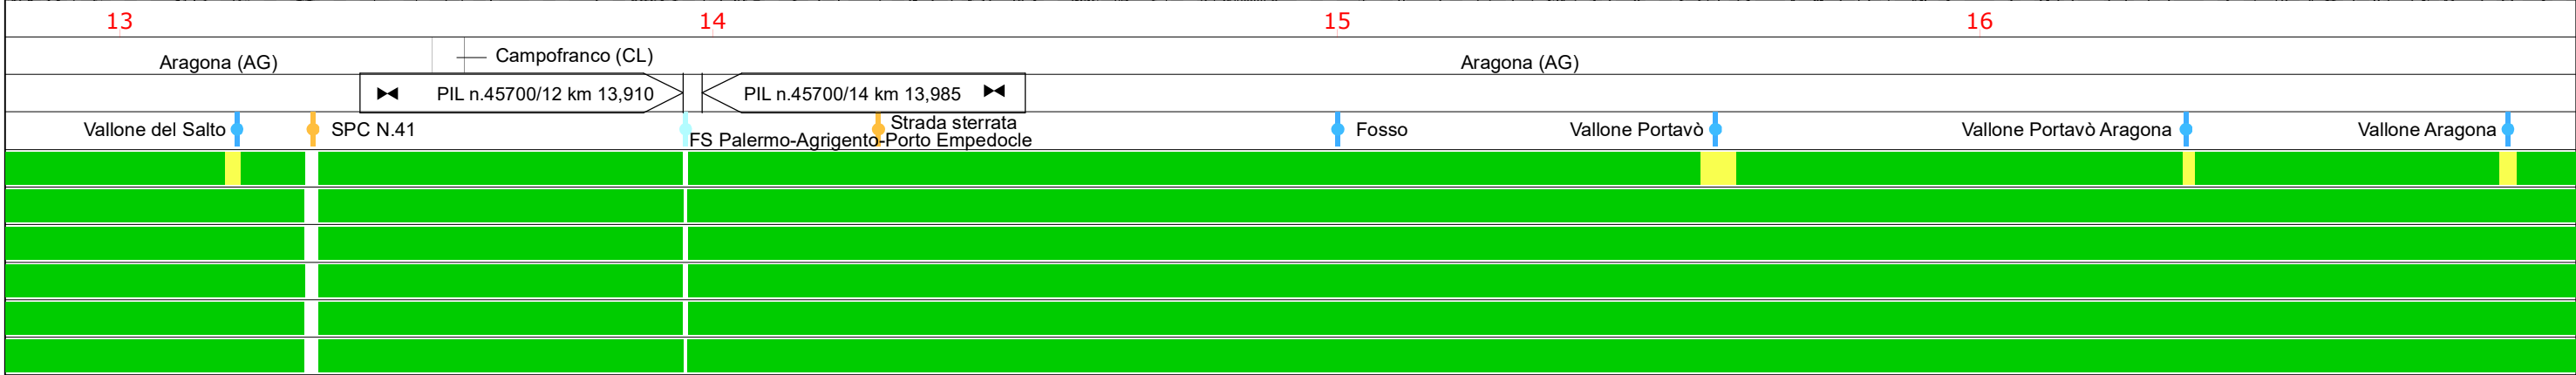 13 14 15 16
Aragona (AG) Campofranco (CL) Aragona (AG)
PIL n.45700/12 km 13,910 PIL n.45700/14 km 13,985
Vallone del Salto SPC N.41 Strada sterrata Fosso Vallone Portavò Vallone Portavò Aragona Vallone Aragona
FS Palermo-Agrigento-Porto Empedocle